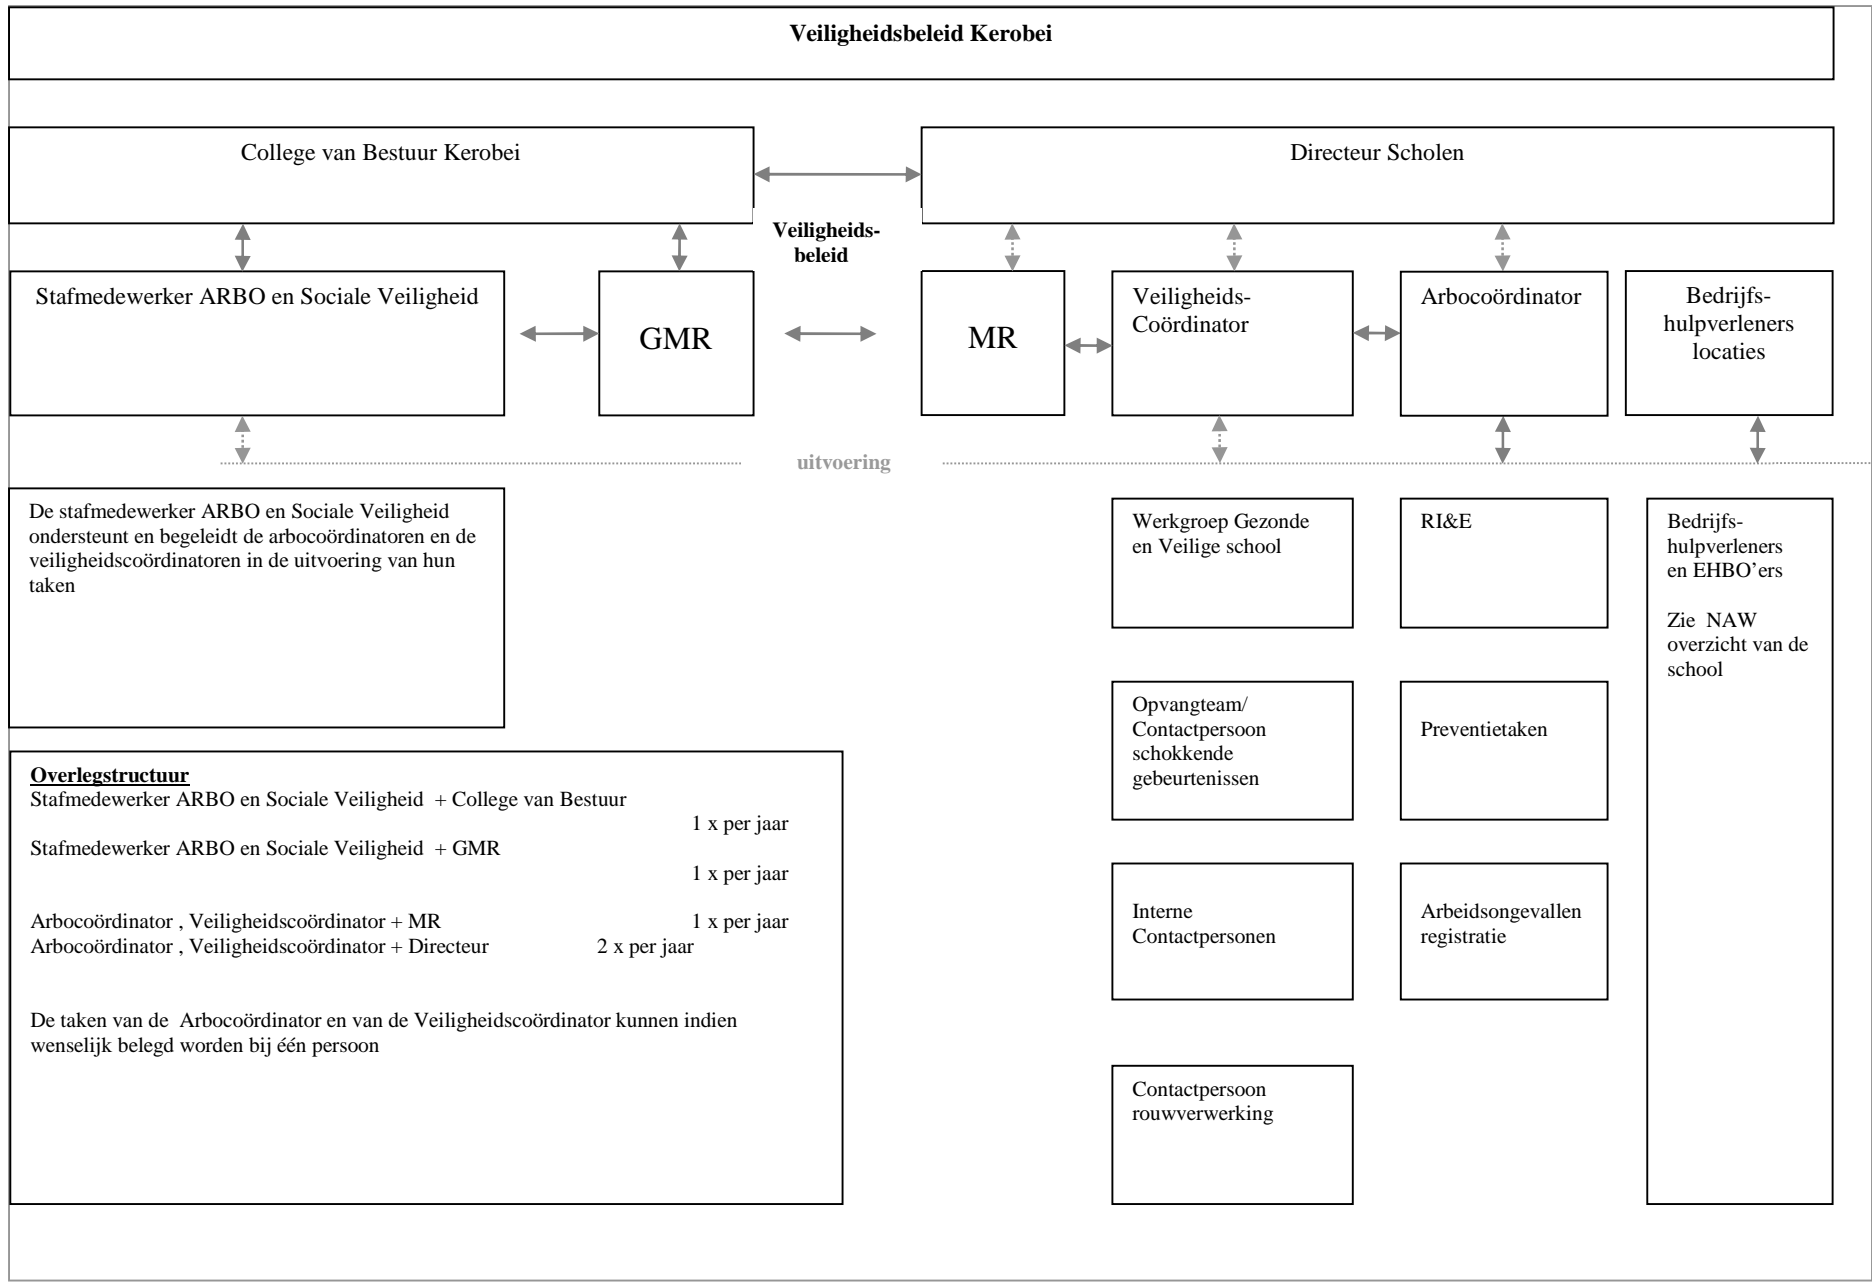 Veiligheidsbeleid Kerobei
College van Bestuur Kerobei
Directeur Scholen
Veiligheids-
beleid
Stafmedewerker ARBO en Sociale Veiligheid
GMR
MR
Veiligheids-
Coördinator
Arbocoördinator
Bedrijfs-
hulpverleners
locaties
uitvoering
De stafmedewerker ARBO en Sociale Veiligheid
ondersteunt en begeleidt de arbocoördinatoren en de
veiligheidscoördinatoren in de uitvoering van hun
taken
Werkgroep Gezonde
en Veilige school
RI&E
Bedrijfs-
hulpverleners
en EHBO’ers
Zie NAW
overzicht van de
school
Opvangteam/
Contactpersoon
schokkende
gebeurtenissen
Preventietaken
Overlegstructuur
Stafmedewerker ARBO en Sociale Veiligheid + College van Bestuur
1 x per jaar
Stafmedewerker ARBO en Sociale Veiligheid + GMR
1 x per jaar
Arbocoördinator , Veiligheidscoördinator + MR 1 x per jaar
Arbocoördinator , Veiligheidscoördinator + Directeur 2 x per jaar
De taken van de Arbocoördinator en van de Veiligheidscoördinator kunnen indien
wenselijk belegd worden bij één persoon
Interne
Contactpersonen
Arbeidsongevallen
registratie
Contactpersoon
rouwverwerking